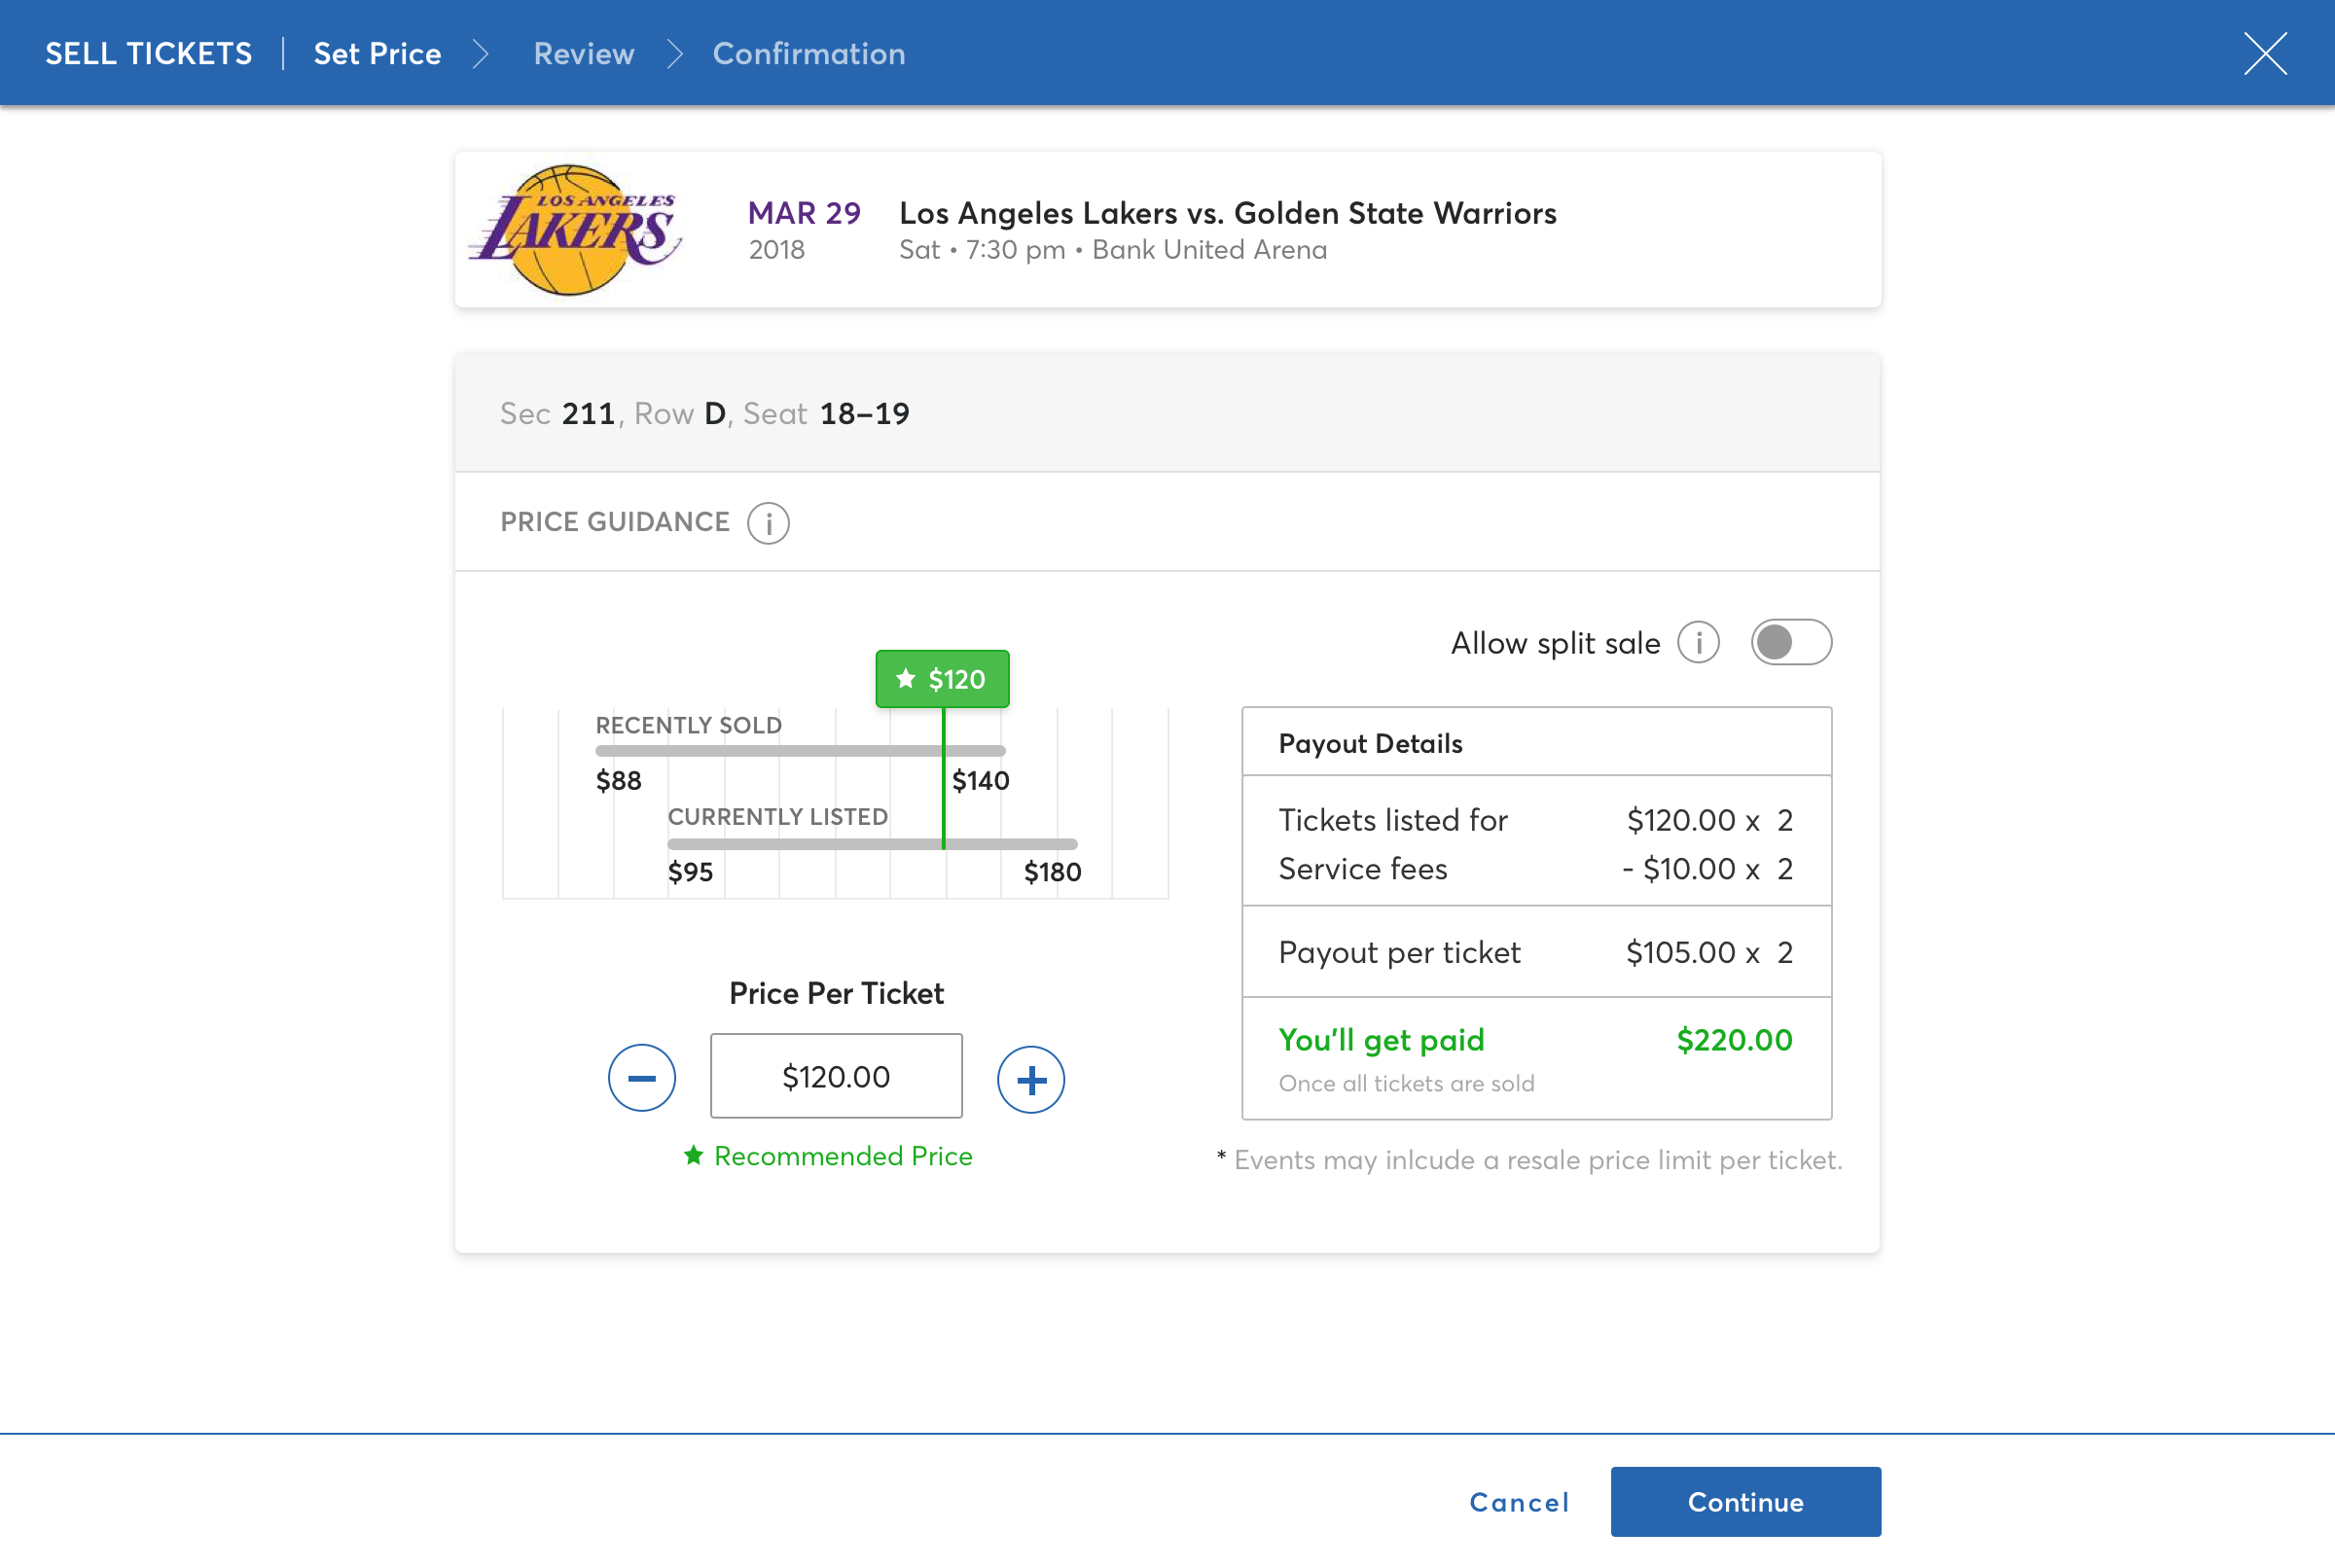 SELL TICKETS | Set Price > Review > Confirmation
LOS ANGELES
LAKERS
MAR 29 Los Angeles Lakers vs. Golden State Warriors
2018 Sat • 7:30 pm • Bank United Arena
Sec 211, Row D, Seat 18–19
PRICE GUIDANCE i
Allow split sale i
★ $120
RECENTLY SOLD
$88 $140
CURRENTLY LISTED
$95 $180
Price Per Ticket
$120.00
★ Recommended Price
Payout Details
Tickets listed for $120.00 x 2
Service fees - $10.00 x 2
Payout per ticket $105.00 x 2
You'll get paid $220.00
Once all tickets are sold
* Events may inlcude a resale price limit per ticket.
Cancel Continue